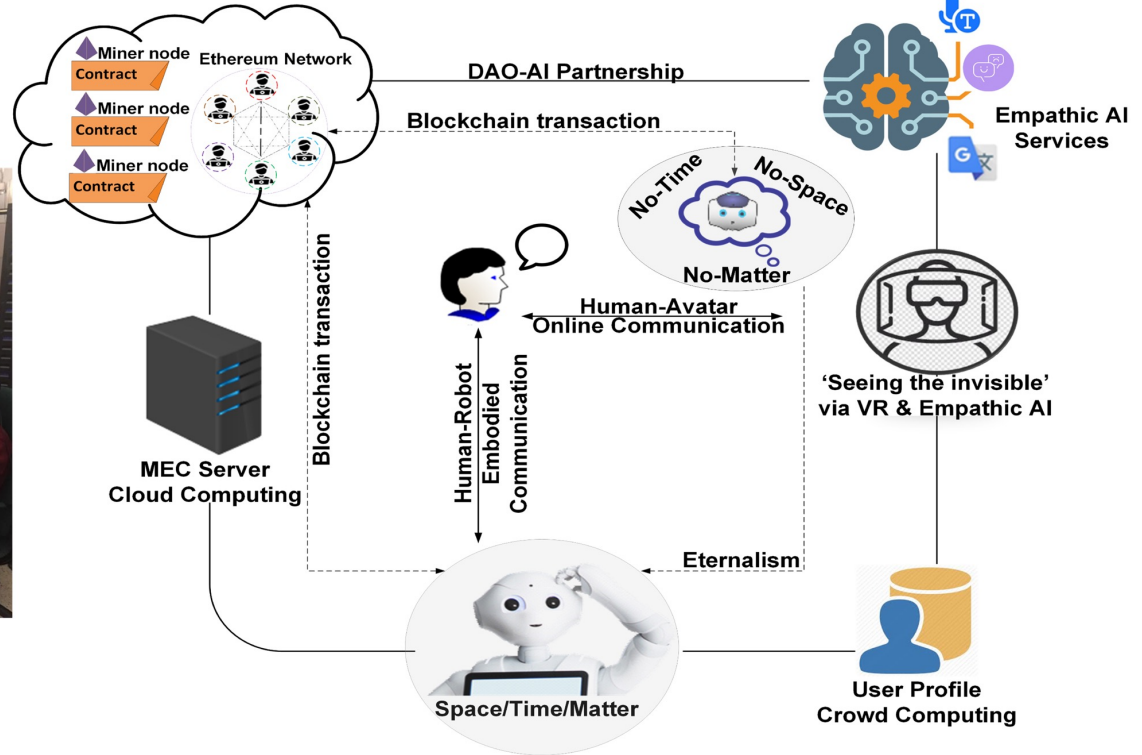 Miner node
Contract
Miner node
Contract
Miner node
Contract
Ethereum Network
DAO-AI Partnership
T
Empathic AI
Services
G 文
Blockchain transaction
No-Time
No-Space
No-Matter
Human-Avatar
Online Communication
Blockchain transaction
Human-Robot
Embodied
Communication
'Seeing the invisible'
via VR & Empathic AI
MEC Server
Cloud Computing
Eternalism
Space/Time/Matter
User Profile
Crowd Computing